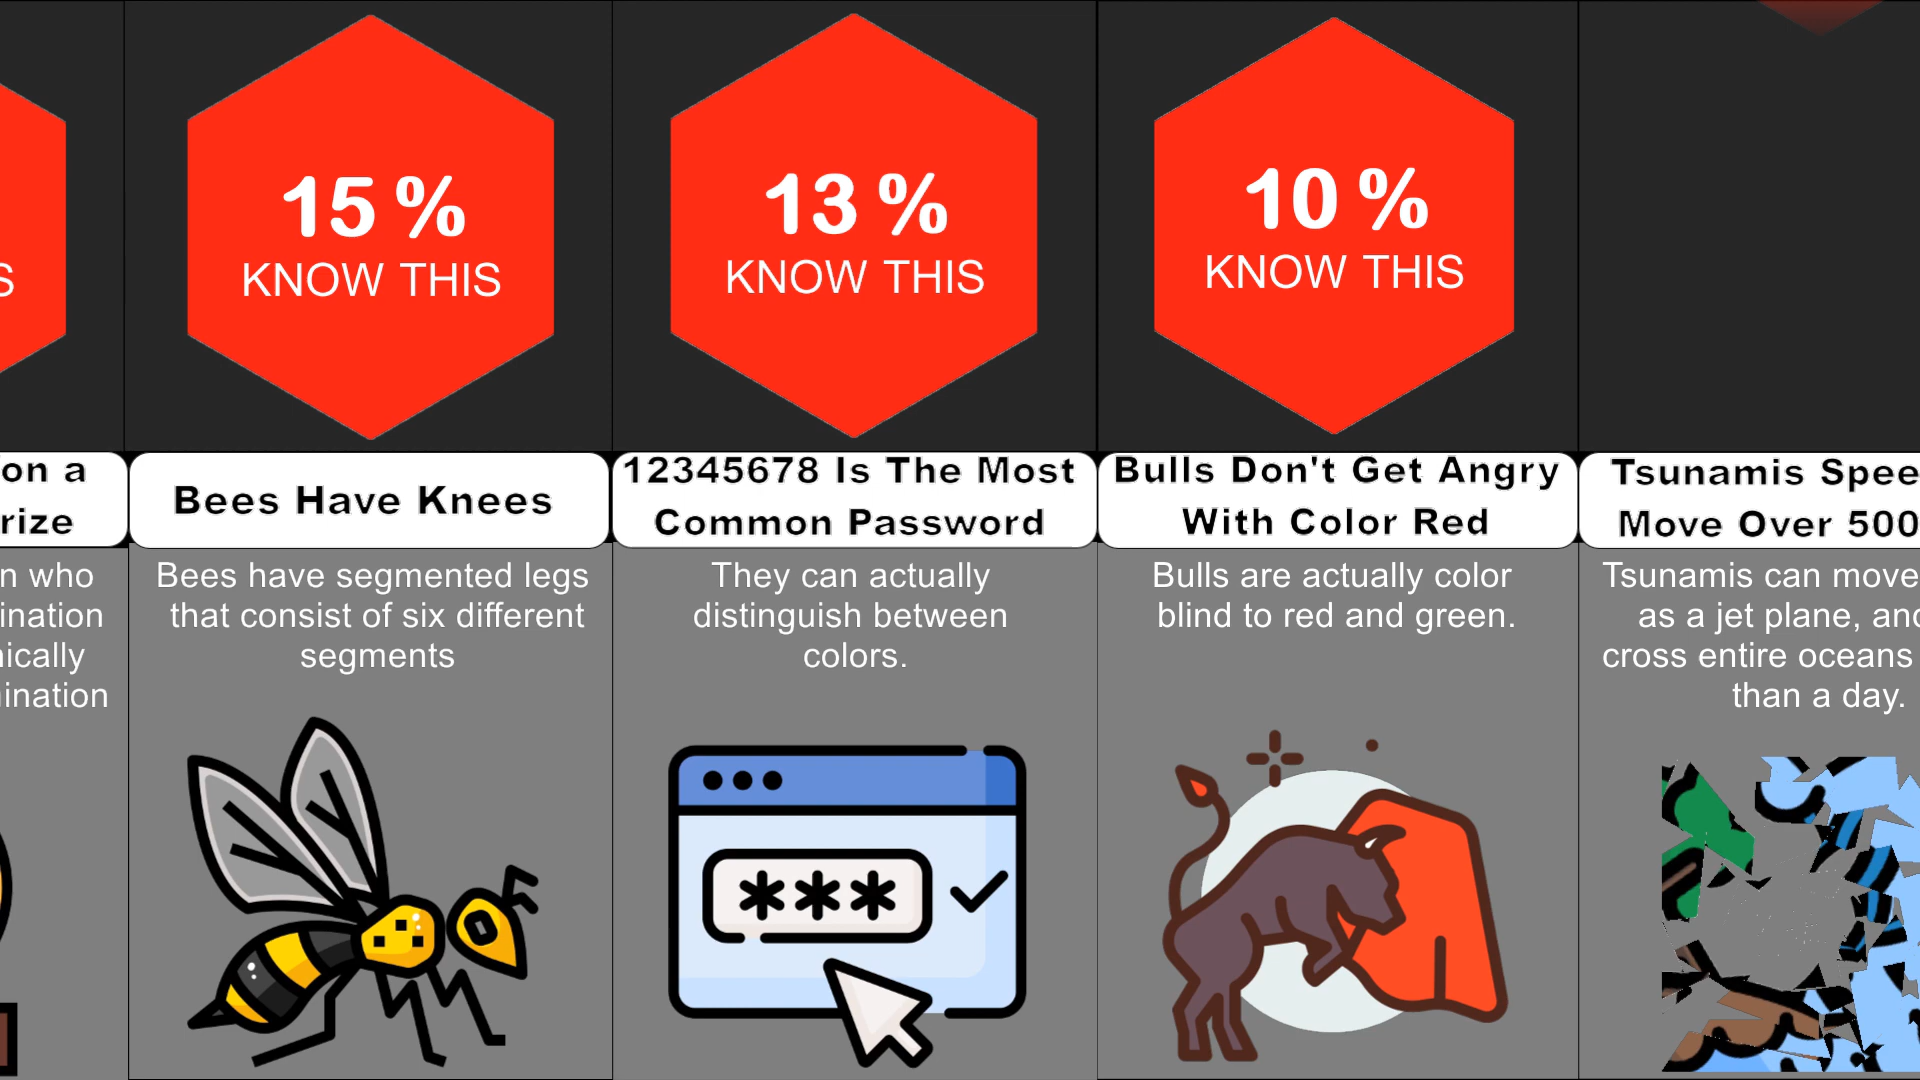 S
on a
rize
n who
ination
ically
ination
15 %
KNOW THIS
Bees Have Knees
Bees have segmented legs
that consist of six different
segments
13 %
KNOW THIS
12345678 Is The Most
Common Password
They can actually
distinguish between
colors.
***
10 %
KNOW THIS
Bulls Don't Get Angry
With Color Red
Bulls are actually color
blind to red and green.
Tsunamis Spee
Move Over 500
Tsunamis can move
as a jet plane, and
cross entire oceans
than a day.